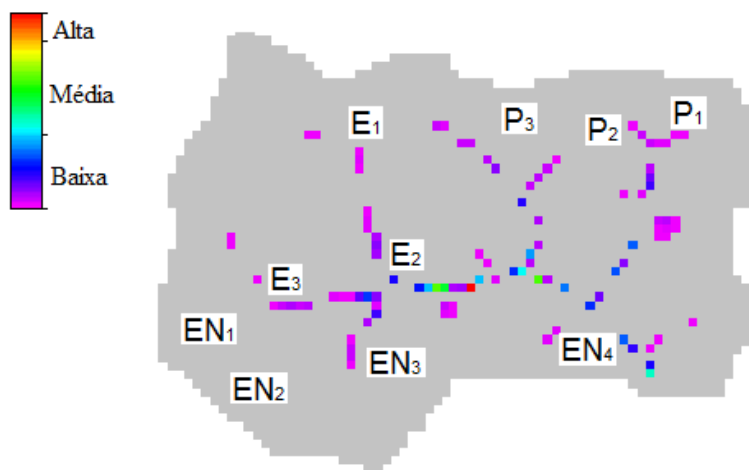 Alta
Média
Baixa
E₁
P₃
P₂
P₁
E₂
E₃
EN₁
EN₂
EN₃
EN₄